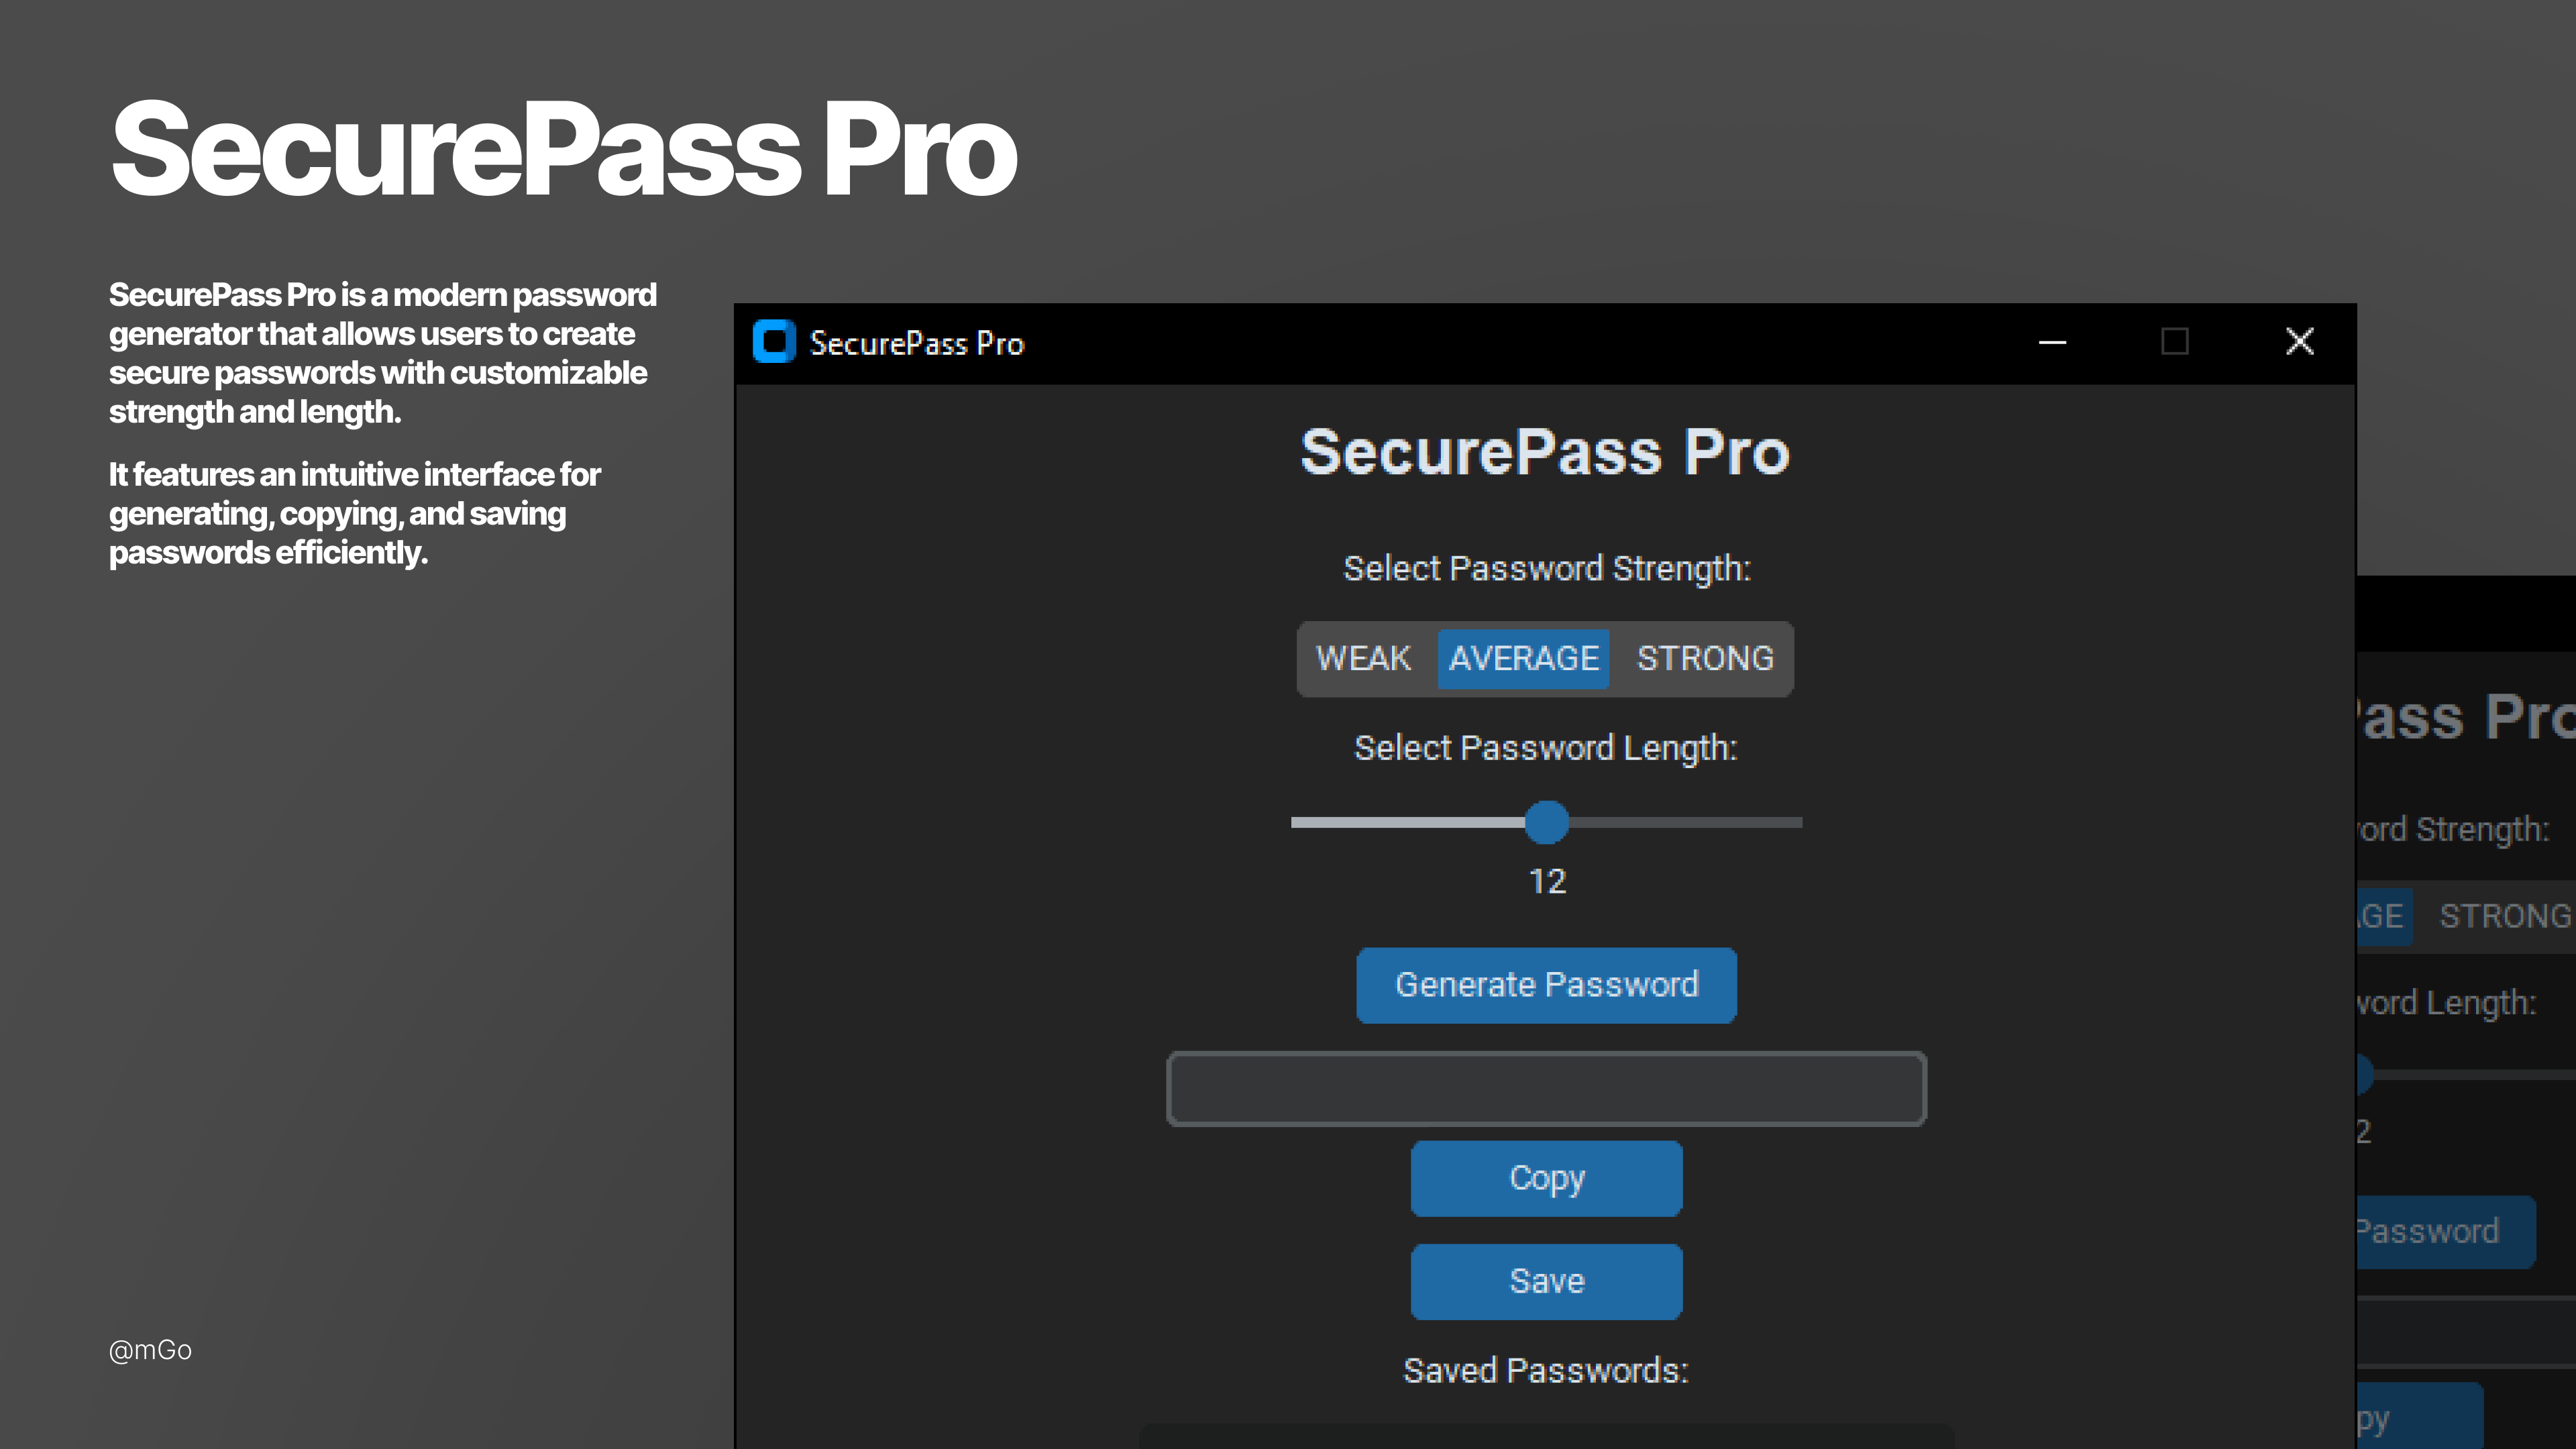 SecurePass Pro
SecurePass Pro is a modern password
generator that allows users to create
secure passwords with customizable
strength and length.
It features an intuitive interface for
generating, copying, and saving
passwords efficiently.
@mGo
SecurePass Pro
SecurePass Pro
Select Password Strength:
WEAK AVERAGE STRONG
Select Password Length:
12
Generate Password
Copy
Save
Saved Passwords:
ass Pro
ord Strength:
GE STRONG
word Length:
2
Password
py